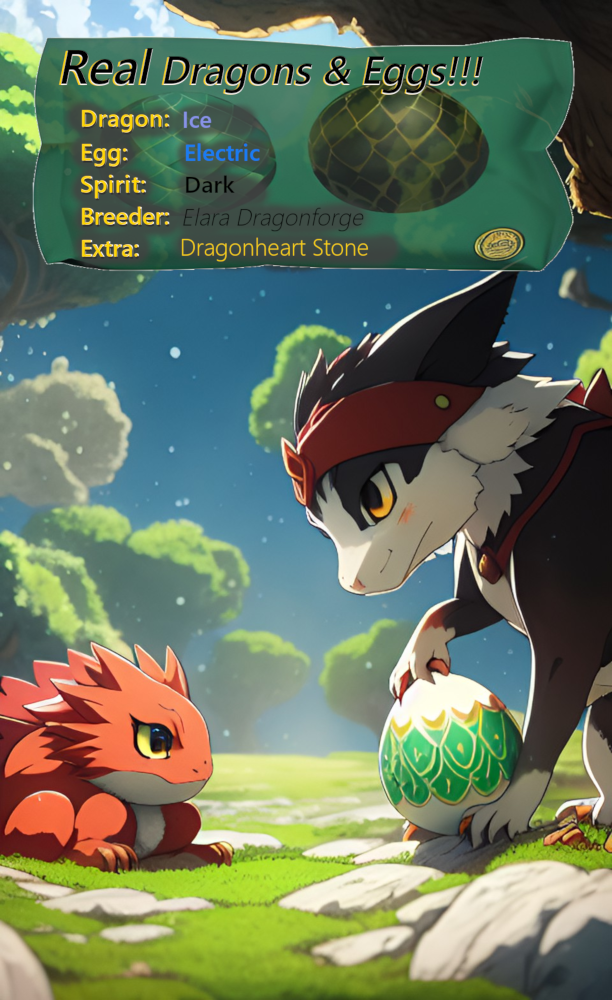 Real Dragons & Eggs!!!
Dragon: Ice
Egg: Electric
Spirit: Dark
Breeder: Elara Dragonforge
Extra: Dragonheart Stone